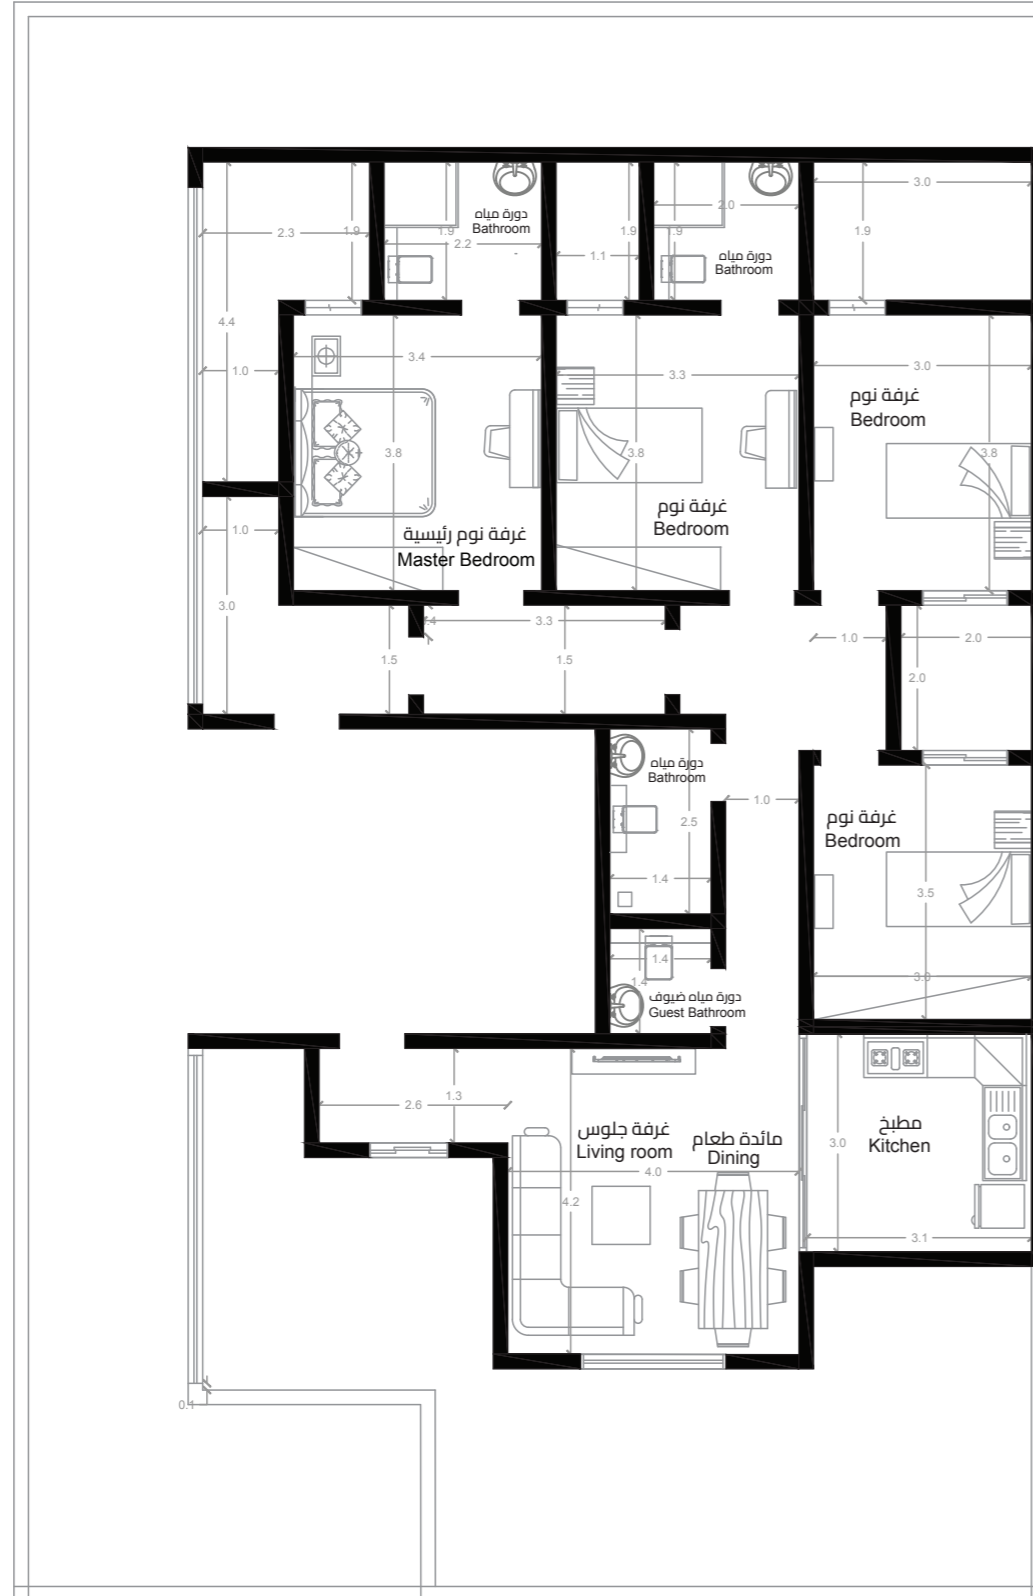 3.0
دورة مياه
Bathroom
1.9
2.0
1.9
2.3
1.9
2.2
1.1
1.9
1.9
دورة مياه
Bathroom
4.4
3.4
3.3
3.0
1.0
غرفة نوم
Bedroom
3.8
3.8
3.8
غرفة نوم
Bedroom
غرفة نوم رئيسية
Master Bedroom
1.0
3.0
3.3
1.5
1.5
1.0
2.0
2.0
دورة مياه
Bathroom
1.0
2.5
غرفة نوم
Bedroom
1.4
3.5
1.4
1.4
3.0
دورة مياه ضيوف
Guest Bathroom
2.6
1.3
غرفة جلوس
Living room
مائدة طعام
Dining
مطبخ
Kitchen
3.0
4.0
4.2
3.1
0.1